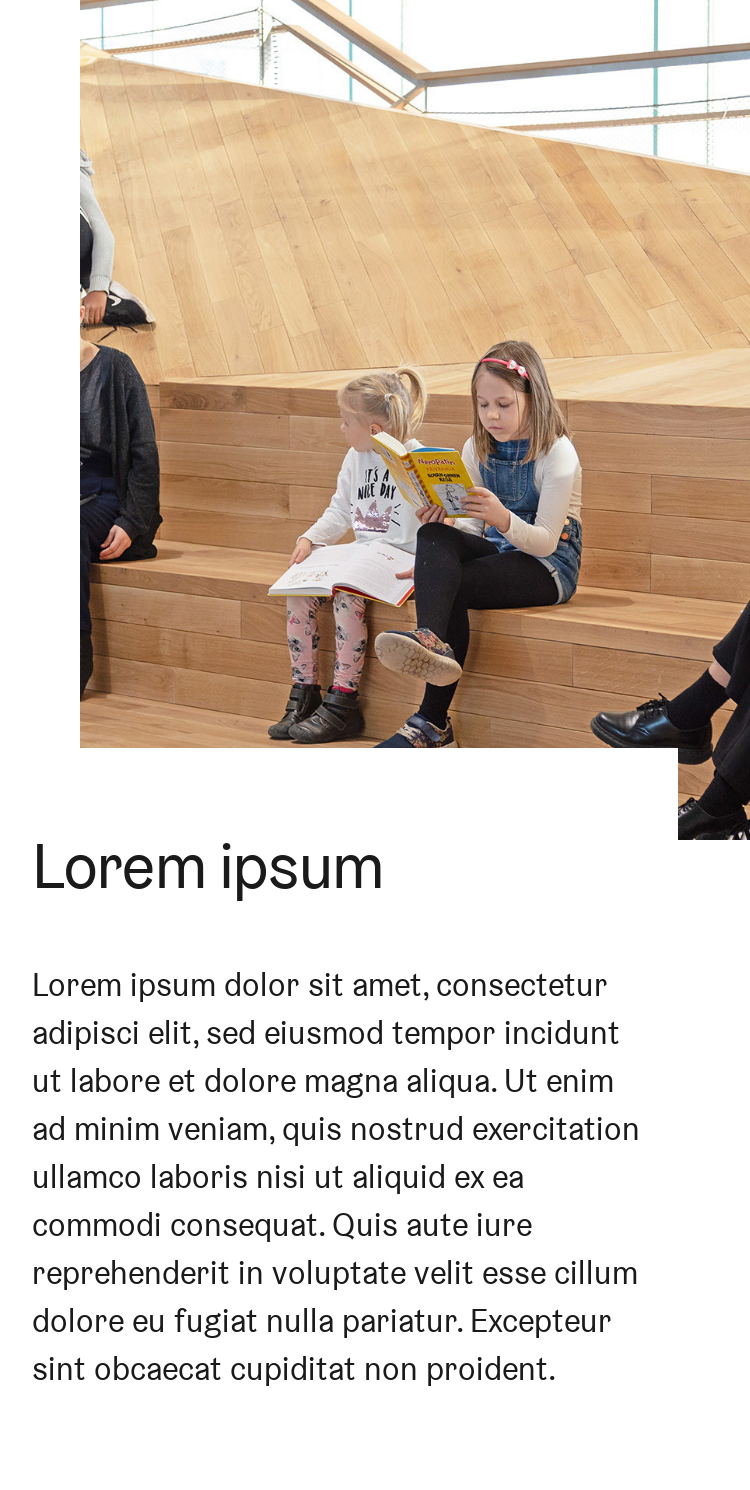 IT'S A
NICE DAY
Lorem ipsum
Lorem ipsum dolor sit amet, consectetur
adipisci elit, sed eiusmod tempor incidunt
ut labore et dolore magna aliqua. Ut enim
ad minim veniam, quis nostrud exercitation
ullamco laboris nisi ut aliquid ex ea
commodi consequat. Quis aute iure
reprehenderit in voluptate velit esse cillum
dolore eu fugiat nulla pariatur. Excepteur
sint obcaecat cupiditat non proident.